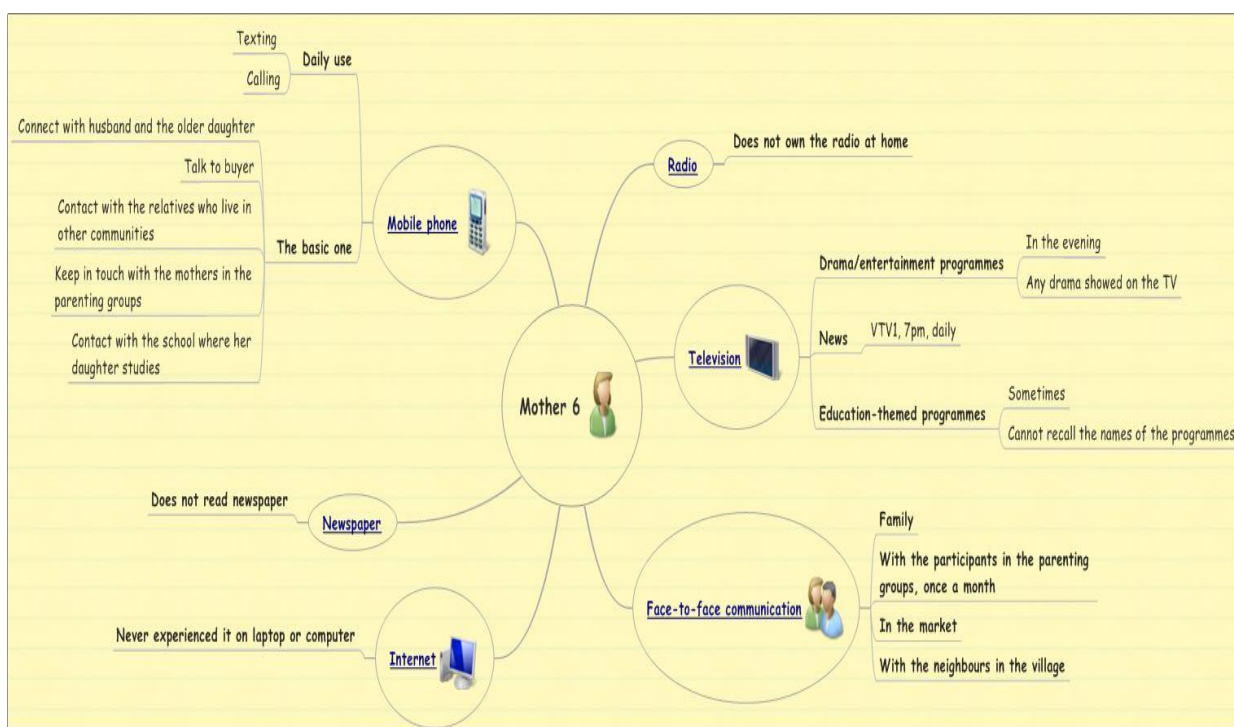 Texting
Daily use
Calling
Connect with husband and the older daughter
Talk to buyer
Contact with the relatives who live in
other communities
The basic one
Keep in touch with the mothers in the
parenting groups
Contact with the school where her
daughter studies
Mobile phone
Does not read newspaper
Newspaper
Never experienced it on laptop or computer
Internet
Mother 6
Radio
Does not own the radio at home
Television
Drama/entertainment programmes
In the evening
Any drama showed on the TV
News
VTV1, 7pm, daily
Education-themed programmes
Sometimes
Cannot recall the names of the programmes
Face-to-face communication
Family
With the participants in the parenting
groups, once a month
In the market
With the neighbours in the village